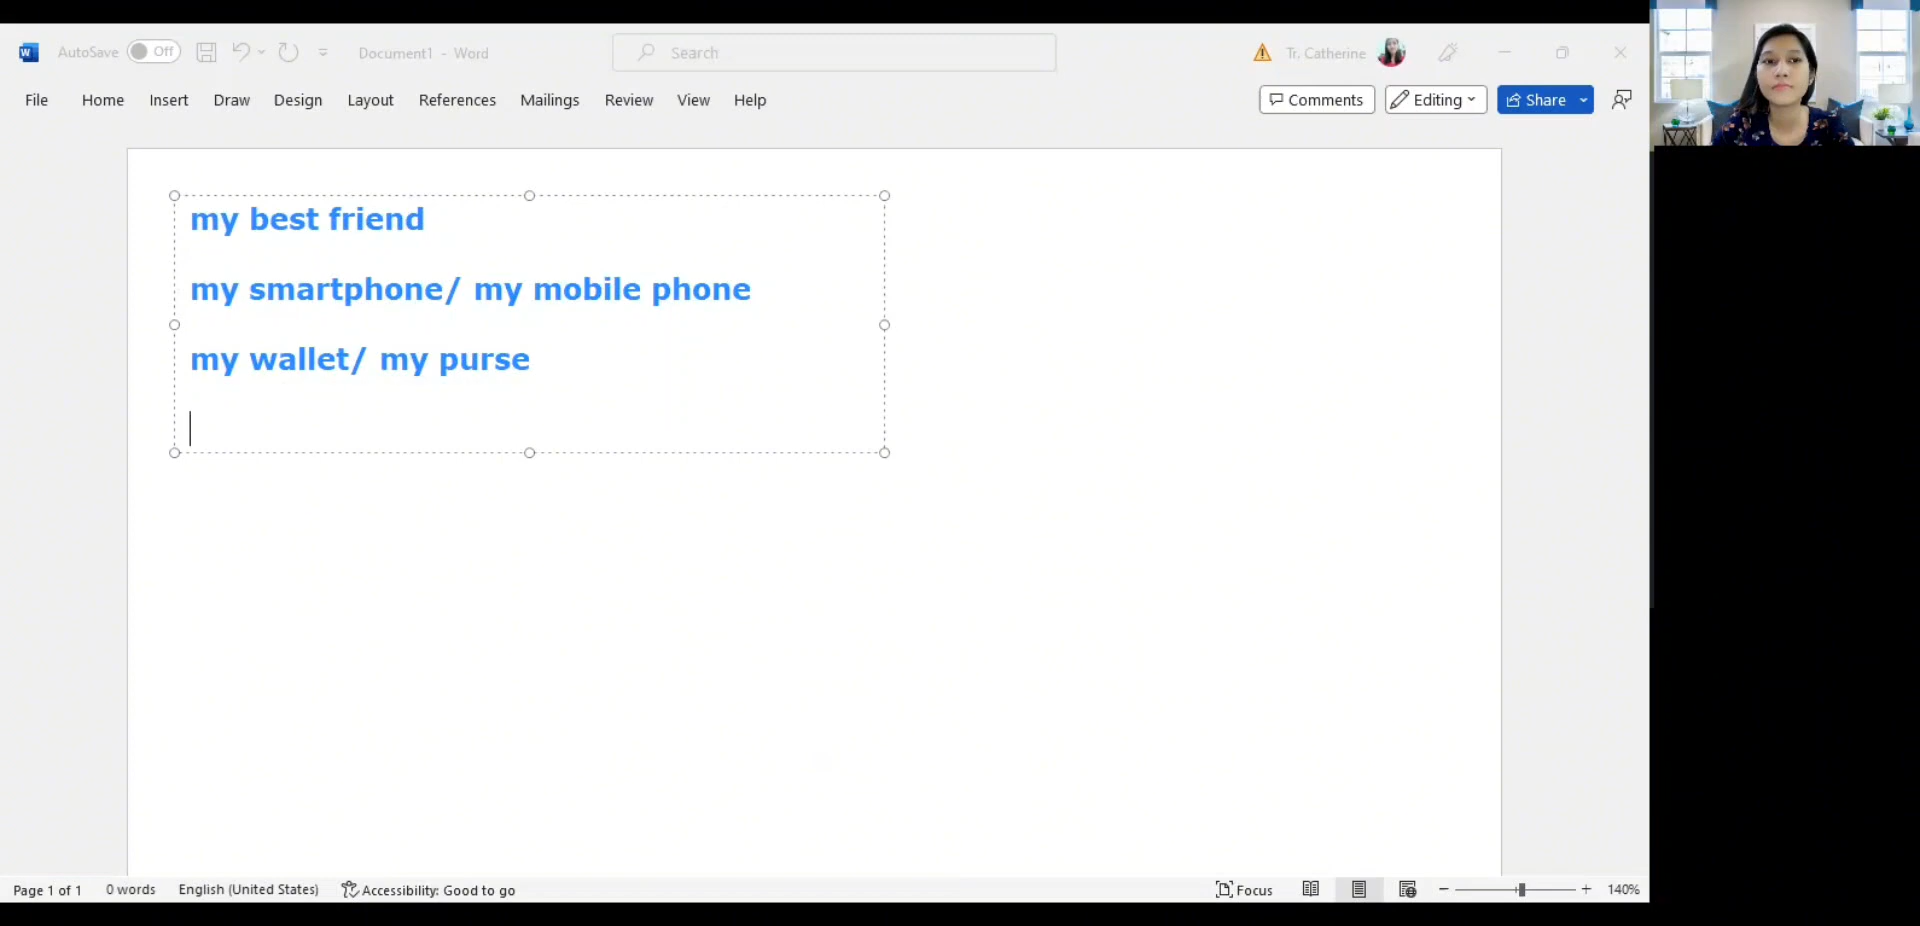 AutoSave Off Document1 - Word Search Tr. Catherine
File Home Insert Draw Design Layout References Mailings Review View Help Comments Editing Share
my best friend
my smartphone/ my mobile phone
my wallet/ my purse
Page 1 of 1 0 words English (United States) Accessibility: Good to go Focus 140%